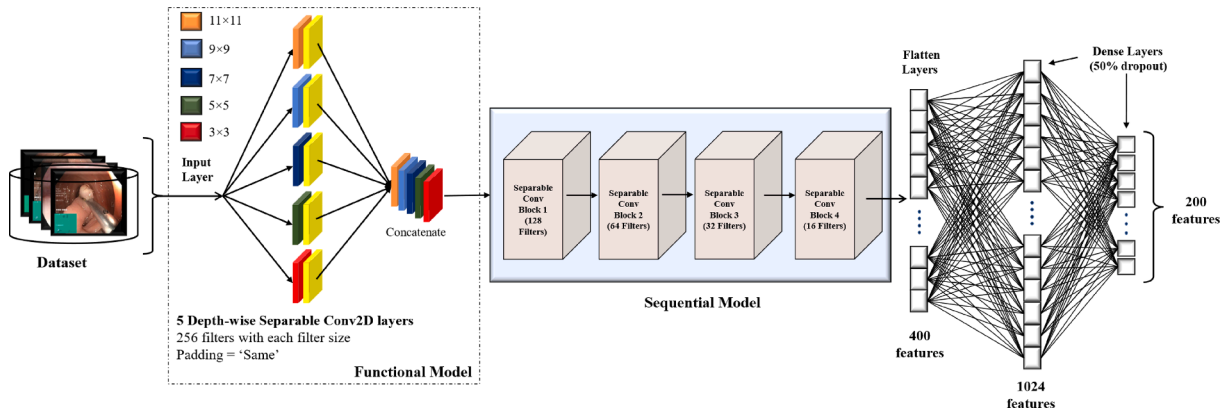 11×11
9×9
7×7
5×5
3×3
Input
Layer
Dataset
Concatenate
5 Depth-wise Separable Conv2D layers
256 filters with each filter size
Padding = ‘Same’
Functional Model
Separable
Conv
Block 1
(128
Filters)
Separable
Conv
Block 2
(64 Filters)
Separable
Conv
Block 3
(32 Filters)
Separable
Conv
Block 4
(16 Filters)
Sequential Model
Flatten
Layers
400
features
1024
features
Dense Layers
(50% dropout)
200
features